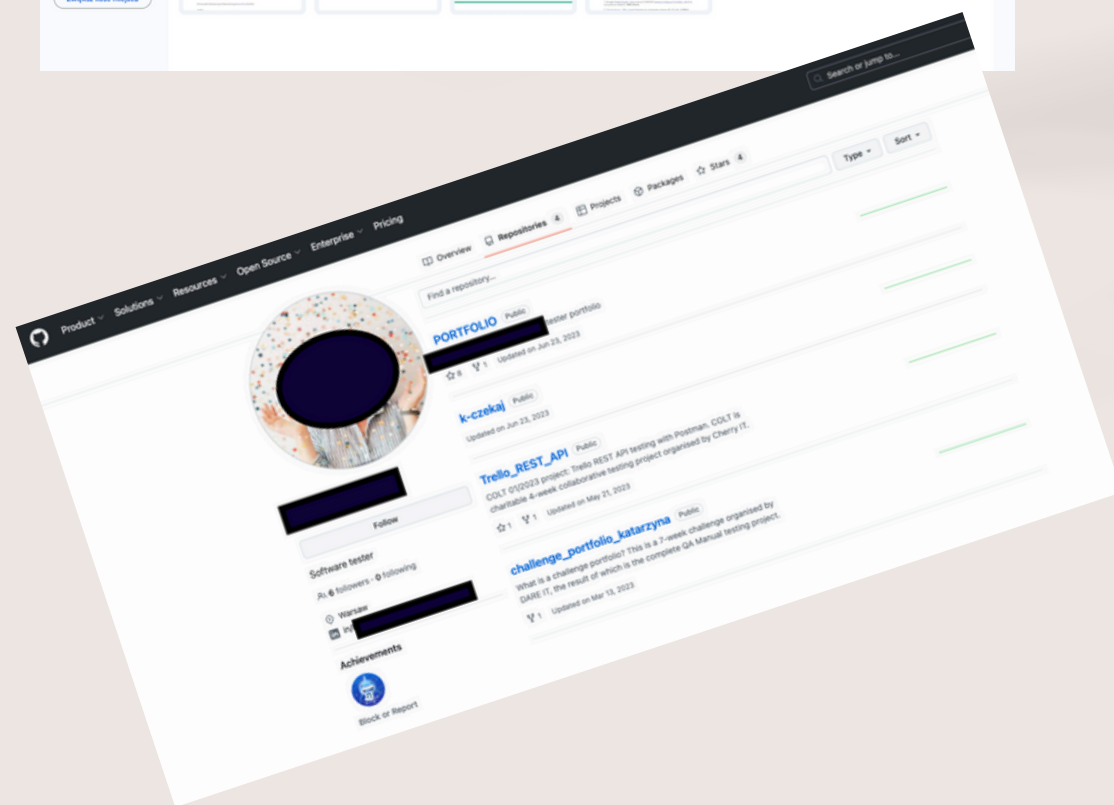 Search or jump to...
Product
Solutions
Resources
Open Source
Enterprise
Pricing
Overview
Repositories 4
Projects
Packages
Stars 4
Find a repository...
Type
Sort
PORTFOLIO Public
tester portfolio
8 1 Updated on Jun 23, 2023
k-czekaj Public
Updated on Jun 23, 2023
Trello_REST_API Public
COLT 01/2023 project: Trello REST API testing with Postman. COLT is
charitable 4-week collaborative testing project organised by Cherry IT.
1 1 Updated on May 21, 2023
challenge_portfolio_katarzyna Public
What is a challenge portfolio? This is a 7-week challenge organised by
DARE IT, the result of which is the complete QA Manual testing project.
1 Updated on Mar 13, 2023
Follow
Software tester
6 followers · 0 following
Warsaw
in/
Achievements
Block or Report